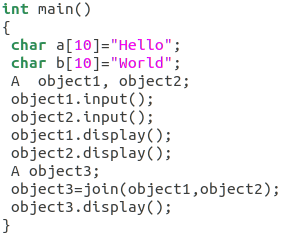 int main()
{
 char a[10]="Hello";
 char b[10]="World";
 A  object1, object2;
 object1.input();
 object2.input();
 object1.display();
 object2.display();
 A object3;
 object3=join(object1,object2);
 object3.display();
}